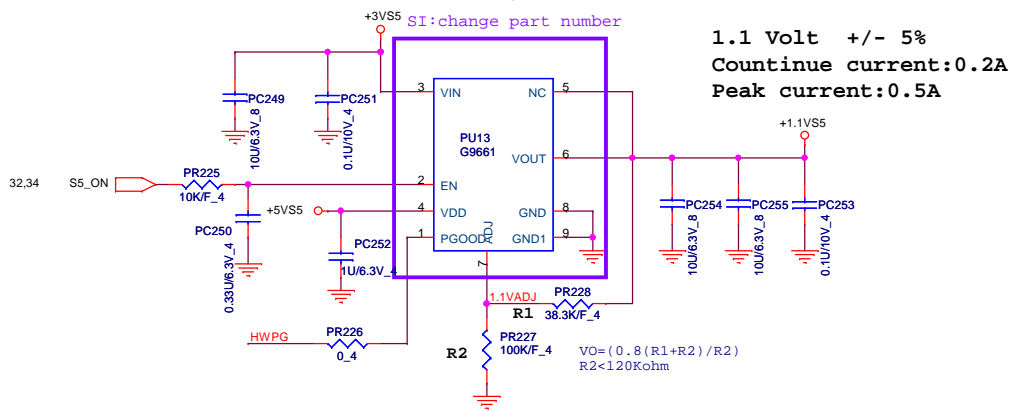 +3VS5
SI:change part number
1.1 Volt +/- 5%
Countinue current:0.2A
Peak current:0.5A
PC249
10U/6.3V_8
PC251
0.1U/10V_4
3
VIN
NC
5
PU13
G9661
+1.1VS5
VOUT
6
32,34
S5_ON
PR225
10K/F_4
2
EN
+5VS5
4
VDD
GND
8
PC250
0.33U/6.3V_4
1
PGOOD
ADJ
GND1
9
PC252
1U/6.3V_4
7
PC254
10U/6.3V_8
PC255
10U/6.3V_8
PC253
0.1U/10V_4
1.1VADJ
R1
PR228
38.3K/F_4
HWPG
PR226
0_4
R2
PR227
100K/F_4
VO=(0.8(R1+R2)/R2)
R2<120Kohm